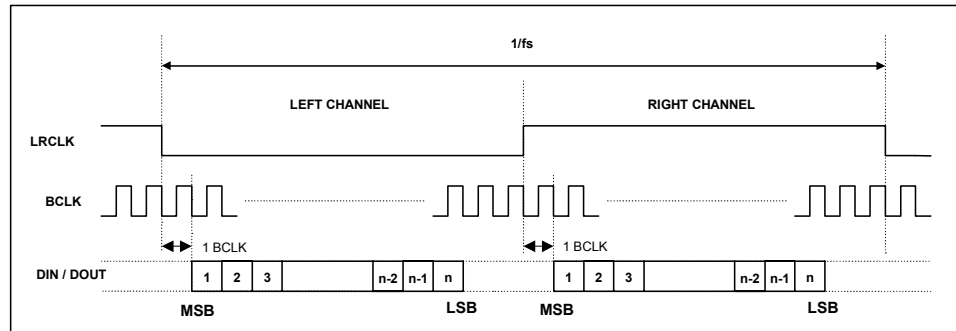 1/fs
LEFT CHANNEL RIGHT CHANNEL
LRCLK
BCLK
1 BCLK 1 BCLK
DIN / DOUT 1 2 3 n-2 n-1 n 1 2 3 n-2 n-1 n
MSB LSB MSB LSB